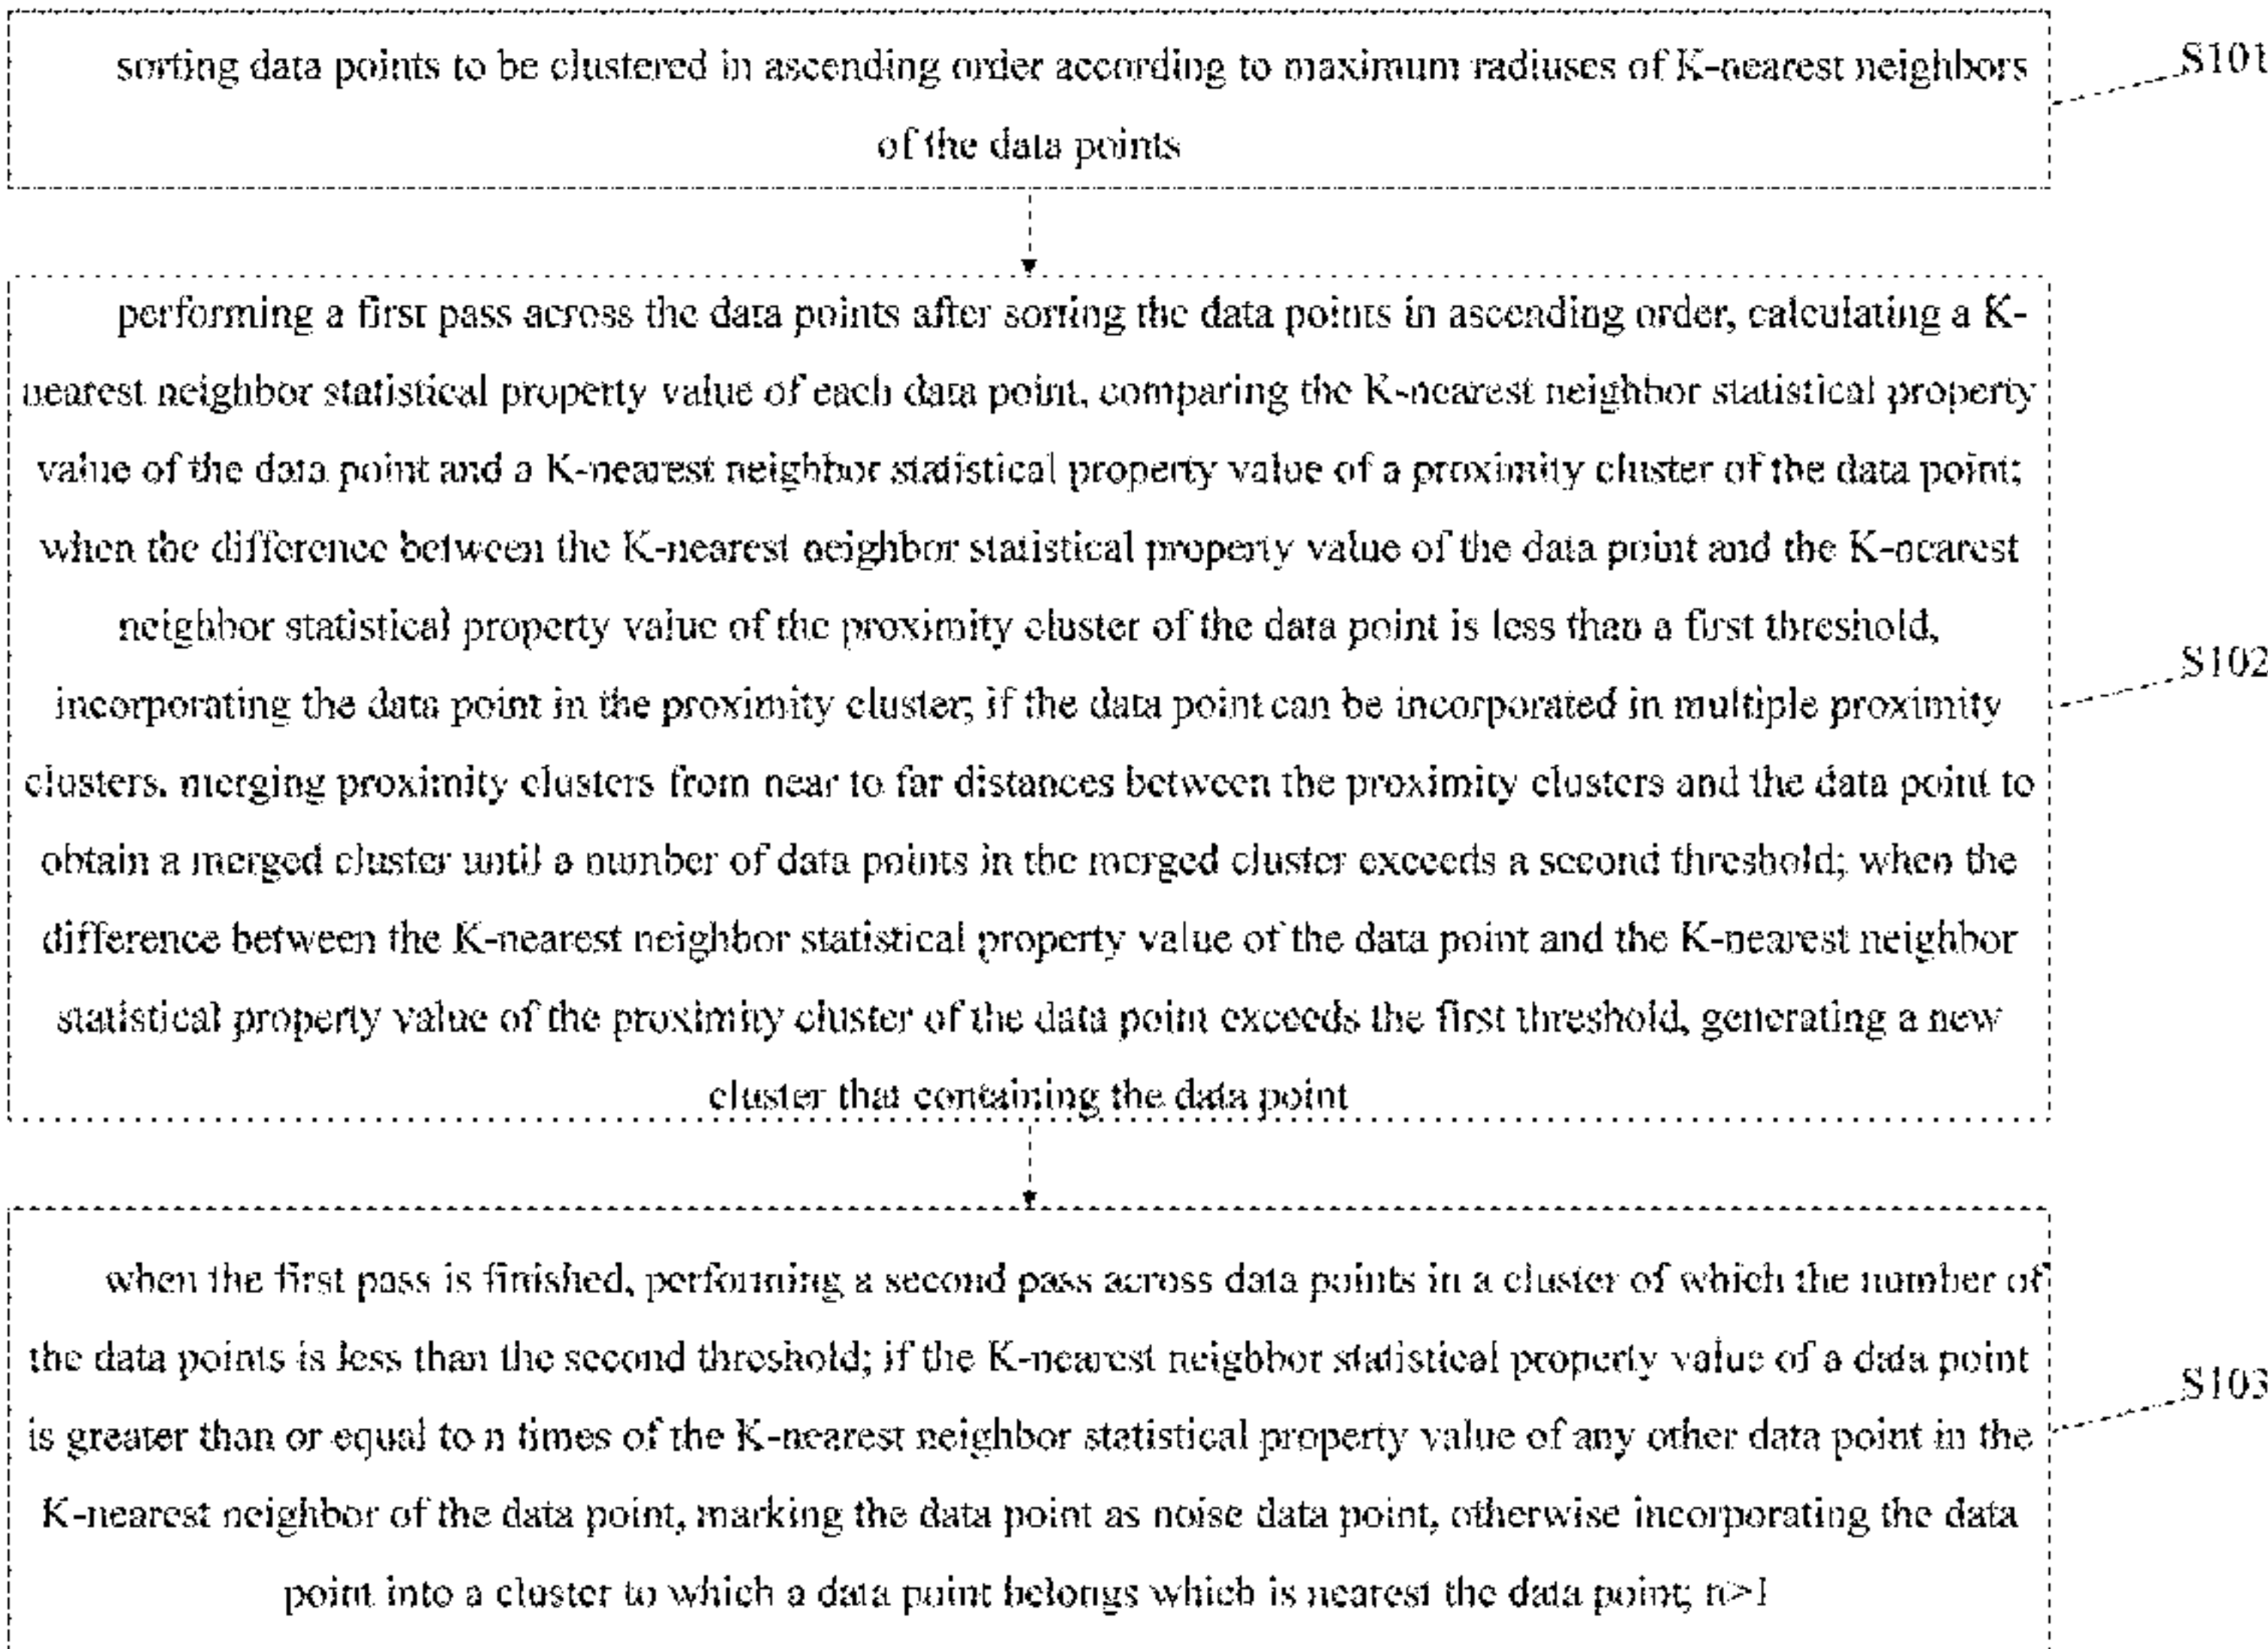 sorting data points to be clustered in ascending order according to maximum radiuses of K-nearest neighbors
of the data points
S101
performing a first pass across the data points after sorting the data points in ascending order, calculating a K-
nearest neighbor statistical property value of each data point, comparing the K-nearest neighbor statistical property
value of the data point and a K-nearest neighbor statistical property value of a proximity cluster of the data point;
when the difference between the K-nearest neighbor statistical property value of the data point and the K-nearest
neighbor statistical property value of the proximity cluster of the data point is less than a first threshold,
incorporating the data point in the proximity cluster; if the data point can be incorporated in multiple proximity
clusters, merging proximity clusters from near to far distances between the proximity clusters and the data point to
obtain a merged cluster until a number of data points in the merged cluster exceeds a second threshold; when the
difference between the K-nearest neighbor statistical property value of the data point and the K-nearest neighbor
statistical property value of the proximity cluster of the data point exceeds the first threshold, generating a new
cluster that containing the data point
S102
when the first pass is finished, performing a second pass across data points in a cluster of which the number of
the data points is less than the second threshold; if the K-nearest neighbor statistical property value of a data point
is greater than or equal to n times of the K-nearest neighbor statistical property value of any other data point in the
K-nearest neighbor of the data point, marking the data point as noise data point, otherwise incorporating the data
point into a cluster to which a data point belongs which is nearest the data point; n>1
S103